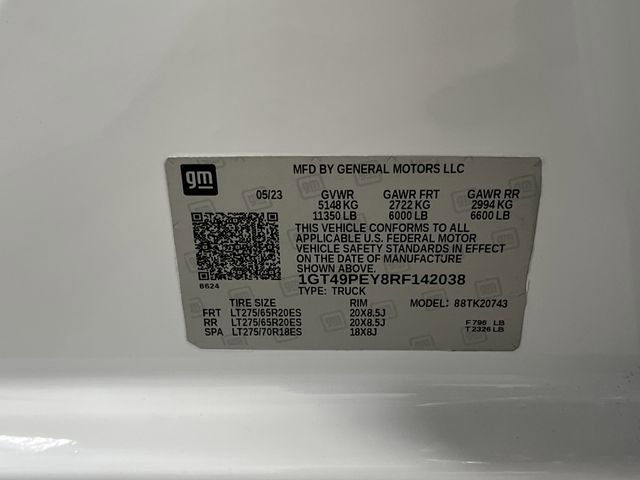 gm
MFD BY GENERAL MOTORS LLC
05/23 GVWR GAWR FRT GAWR RR
5148 KG 2722 KG 2994 KG
11350 LB 6000 LB 6600 LB
THIS VEHICLE CONFORMS TO ALL
APPLICABLE U.S. FEDERAL MOTOR
VEHICLE SAFETY STANDARDS IN EFFECT
ON THE DATE OF MANUFACTURE
SHOWN ABOVE.
8624
1GT49PEY8RF142038
TYPE: TRUCK
TIRE SIZE RIM MODEL: 88TK20743
FRT LT275/65R20ES 20X8.5J
RR LT275/65R20ES 20X8.5J
SPA LT275/70R18ES 18X8J
F 796 LB
T 2326 LB